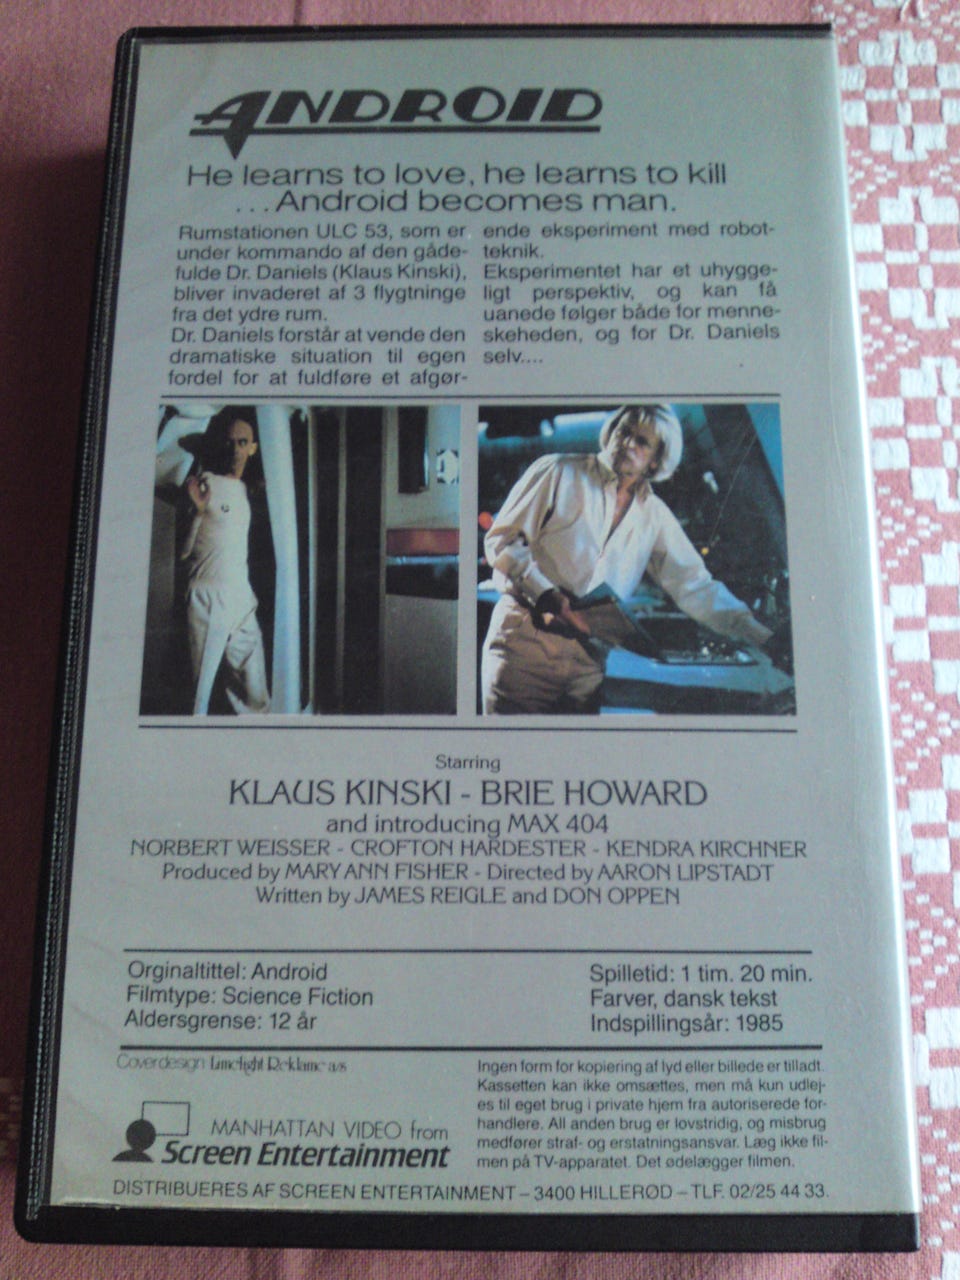 ANDROID
He learns to love, he learns to kill
...Android becomes man.
Rumstationen ULC 53, som er
under kommando af den gåde-
fulde Dr. Daniels (Klaus Kinski),
bliver invaderet af 3 flygtninge
fra det ydre rum.
Dr. Daniels forstår at vende den
dramatiske situation til egen
fordel for at fuldføre et afgør-
ende eksperiment med robot-
teknik.
Eksperimentet har et uhygge-
ligt perspektiv, og kan få
uanede følger både for menne-
skeheden, og for Dr. Daniels
selv....
Starring
KLAUS KINSKI - BRIE HOWARD
and introducing MAX 404
NORBERT WEISSER - CROFTON HARDESTER - KENDRA KIRCHNER
Produced by MARY ANN FISHER - Directed by AARON LIPSTADT
Written by JAMES REIGLE and DON OPPEN
Orginaltittel: Android
Filmtype: Science Fiction
Aldersgrense: 12 år
Spilletid: 1 tim. 20 min.
Farver, dansk tekst
Indspillingsår: 1985
Coverdesign Limelight Reklame a/s
Ingen form for kopiering af lyd eller billede er tilladt.
Kassetten kan ikke omsættes, men må kun udlej-
es til eget brug i private hjem fra autoriserede for-
handlere. All anden brug er lovstridig, og misbrug
medfører straf- og erstatningsansvar. Læg ikke fil-
men på TV-apparatet. Det ødelægger filmen.
MANHATTAN VIDEO from
Screen Entertainment
DISTRIBUERES AF SCREEN ENTERTAINMENT – 3400 HILLERØD – TLF. 02/25 44 33.